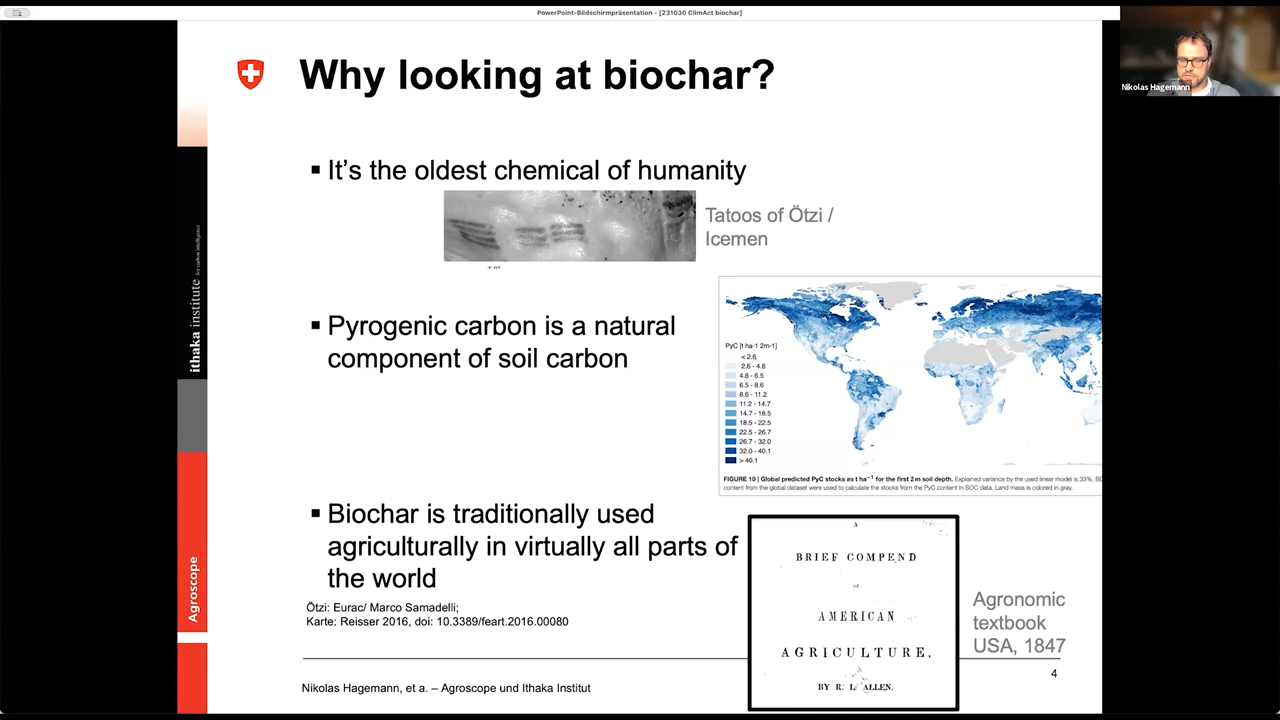 PowerPoint-Bildschirmpräsentation - [231030 ClimAct biochar]
Nikolas Hagemann
Why looking at biochar?
▪ It’s the oldest chemical of humanity
Tatoos of Ötzi /
Icemen
▪ Pyrogenic carbon is a natural
component of soil carbon
PyC [t ha-1 2m-1]
< 2.6
2.6 - 4.8
4.8 - 6.5
6.5 - 8.6
8.6 - 11.2
11.2 - 14.7
14.7 - 18.5
18.5 - 22.5
22.5 - 26.7
26.7 - 32.0
32.0 - 40.1
> 40.1
FIGURE 10 | Global predicted PyC stocks as t ha⁻¹ for the first 2 m soil depth. Explained variance by the used linear model is 33%.
content from the global dataset were used to calculate the stocks from the PyC content in SOC data. Land mass is colored in gray.
▪ Biochar is traditionally used
agriculturally in virtually all parts of
the world
A
BRIEF COMPEND
OF
AMERICAN
AGRICULTURE.
BY R. L. ALLEN.
Agronomic
textbook
USA, 1847
Ötzi: Eurac/ Marco Samadelli;
Karte: Reisser 2016, doi: 10.3389/feart.2016.00080
Nikolas Hagemann, et a. – Agroscope und Ithaka Institut
4
ithaka institute
for carbon intelligence
Agroscope